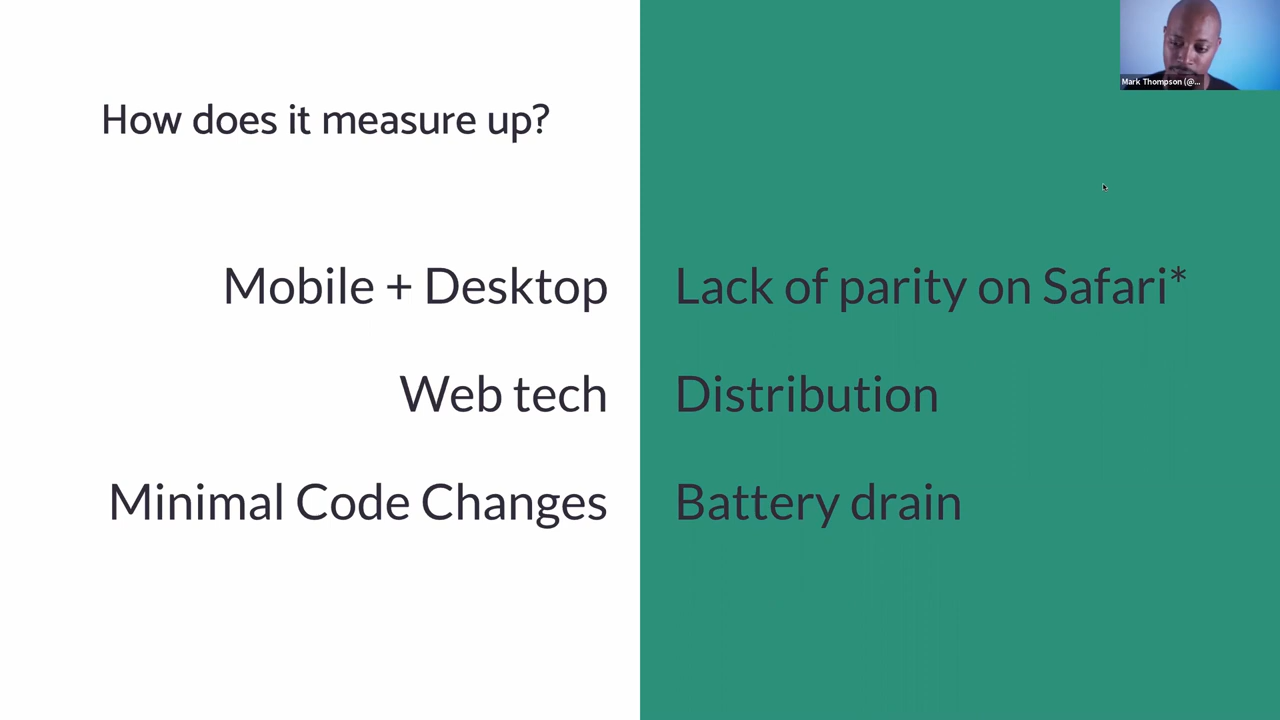 Mark Thompson (@...
How does it measure up?
Mobile + Desktop
Lack of parity on Safari*
Web tech
Distribution
Minimal Code Changes
Battery drain